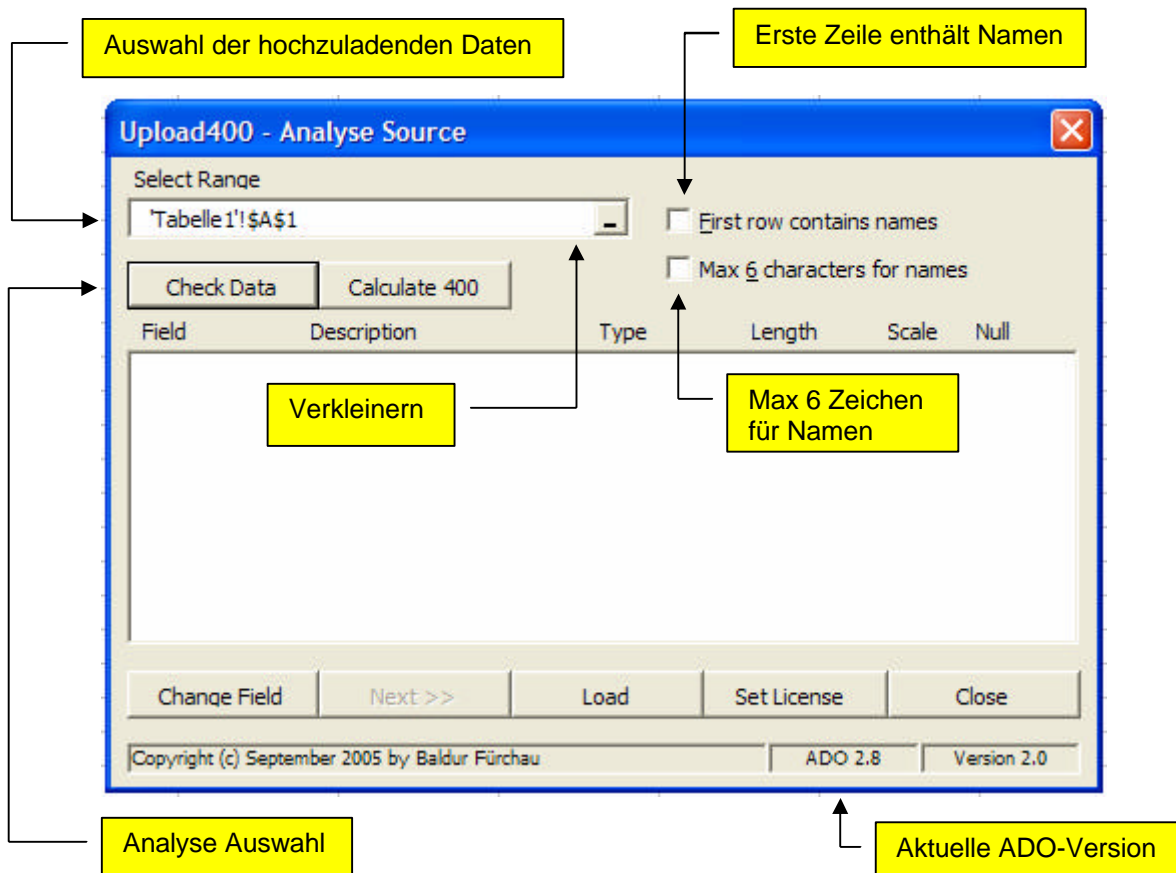 Auswahl der hochzuladenden Daten
Erste Zeile enthält Namen
Upload400 - Analyse Source
Select Range
'Tabelle1'!$A$1
First row contains names
Max 6 characters for names
Check Data
Calculate 400
Field Description Type Length Scale Null
Verkleinern
Max 6 Zeichen
für Namen
Change Field
Next >>
Load
Set License
Close
Copyright (c) September 2005 by Baldur Fürchau
ADO 2.8
Version 2.0
Analyse Auswahl
Aktuelle ADO-Version